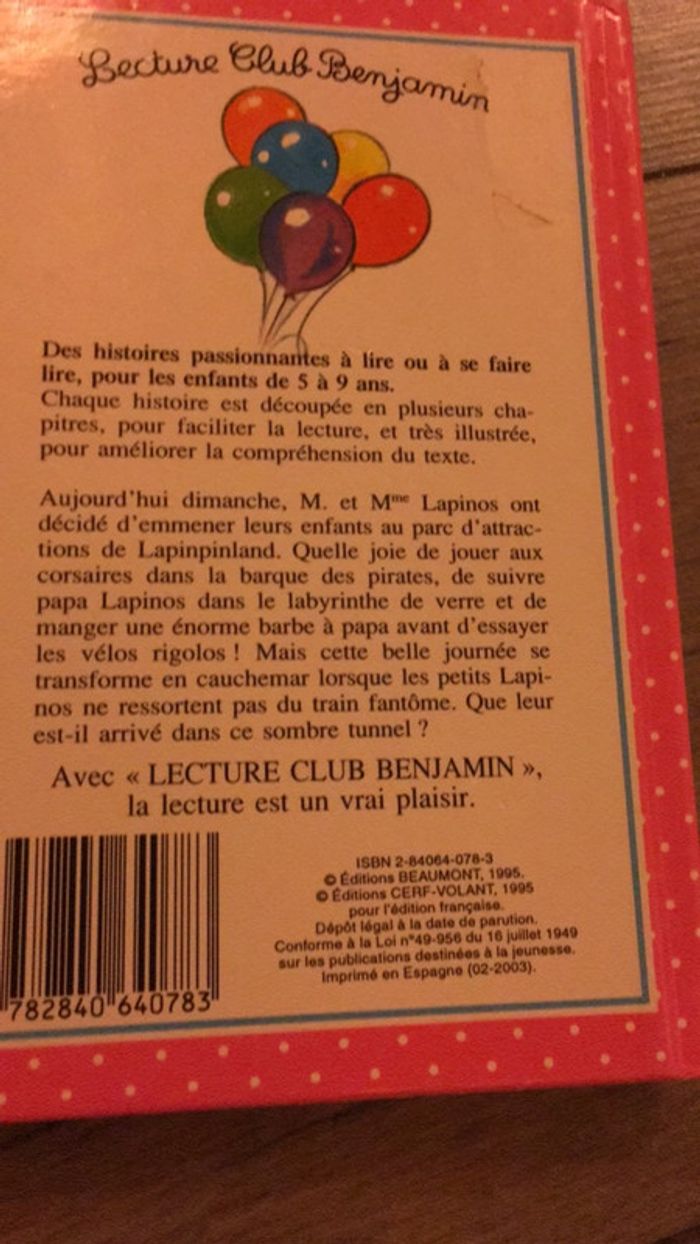 Lecture Club Benjamin
Des histoires passionnantes à lire ou à se faire
lire, pour les enfants de 5 à 9 ans.
Chaque histoire est découpée en plusieurs cha-
pitres, pour faciliter la lecture, et très illustrée,
pour améliorer la compréhension du texte.
Aujourd'hui dimanche, M. et Mme Lapinos ont
décidé d'emmener leurs enfants au parc d'attrac-
tions de Lapinpinland. Quelle joie de jouer aux
corsaires dans la barque des pirates, de suivre
papa Lapinos dans le labyrinthe de verre et de
manger une énorme barbe à papa avant d'essayer
les vélos rigolos ! Mais cette belle journée se
transforme en cauchemar lorsque les petits Lapi-
nos ne ressortent pas du train fantôme. Que leur
est-il arrivé dans ce sombre tunnel ?
Avec « LECTURE CLUB BENJAMIN »,
la lecture est un vrai plaisir.
ISBN 2-84064-078-3
© Éditions BEAUMONT, 1995.
© Éditions CERF-VOLANT, 1995
pour l'édition française.
Dépôt légal à la date de parution.
Conforme à la Loi n°49-956 du 16 juillet 1949
sur les publications destinées à la jeunesse.
Imprimé en Espagne (02-2003).
782840 640783